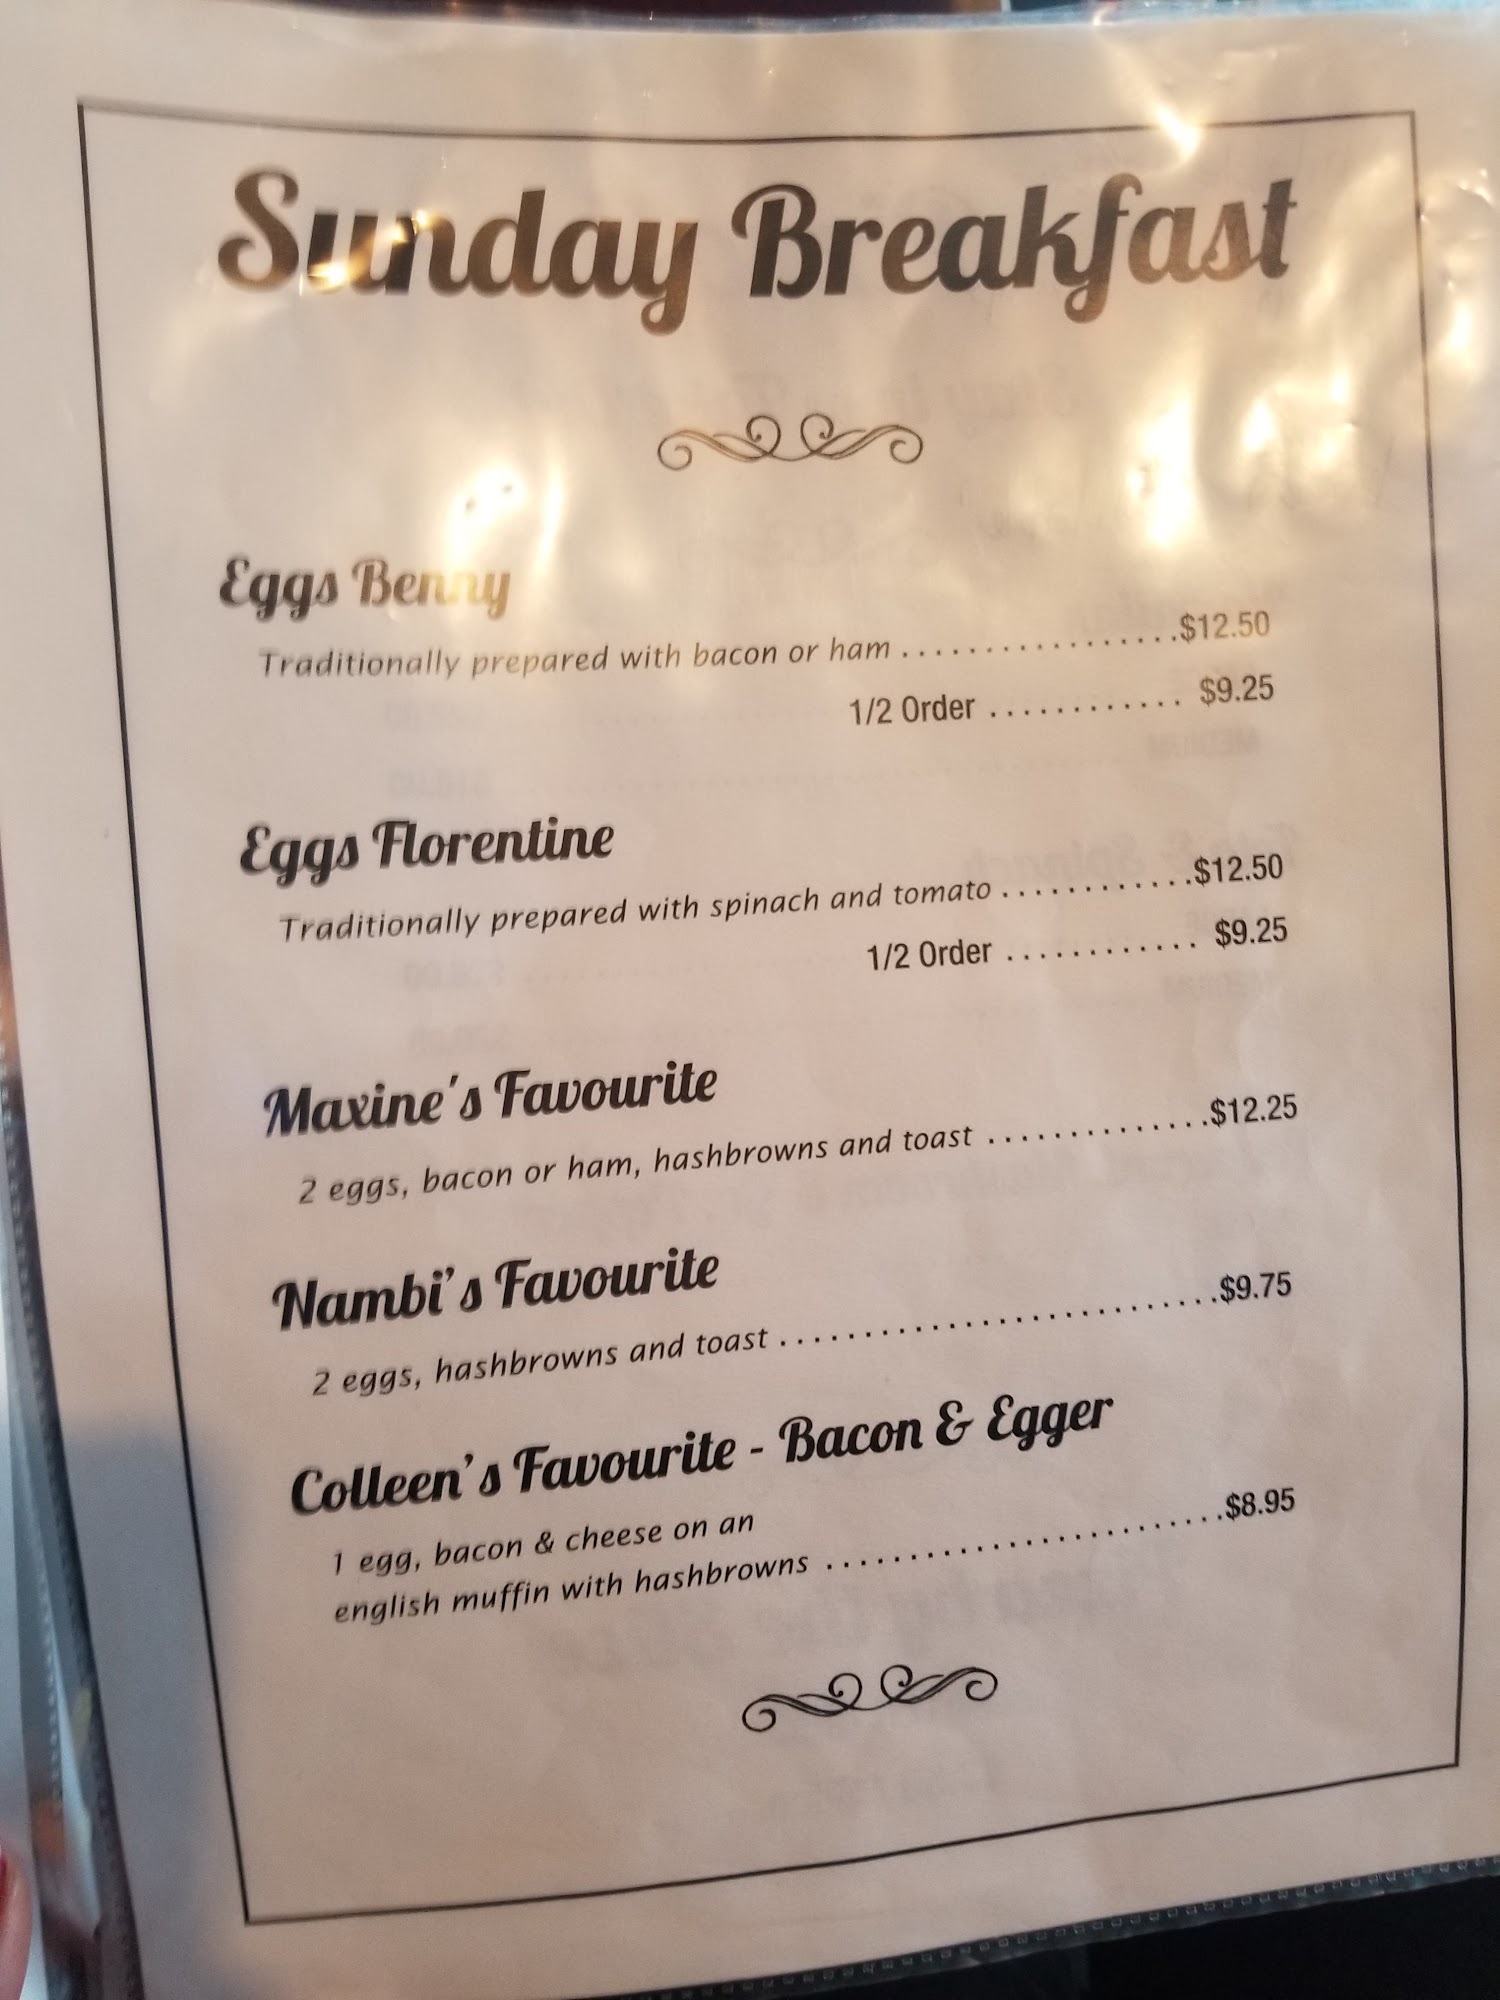 Sunday Breakfast
Eggs Benny
Traditionally prepared with bacon or ham . . . . . . . . . . . . . . . . . $12.50
1/2 Order . . . . . . . . . . . . $9.25
Eggs Florentine
Traditionally prepared with spinach and tomato . . . . . . . . . . . . $12.50
1/2 Order . . . . . . . . . . . . $9.25
Maxine's Favourite
2 eggs, bacon or ham, hashbrowns and toast . . . . . . . . . . . . . . $12.25
Nambi's Favourite
2 eggs, hashbrowns and toast . . . . . . . . . . . . . . . . . . . . . . . . . . $9.75
Colleen's Favourite - Bacon & Egger
1 egg, bacon & cheese on an
english muffin with hashbrowns . . . . . . . . . . . . . . . . . . . . . . . . $8.95